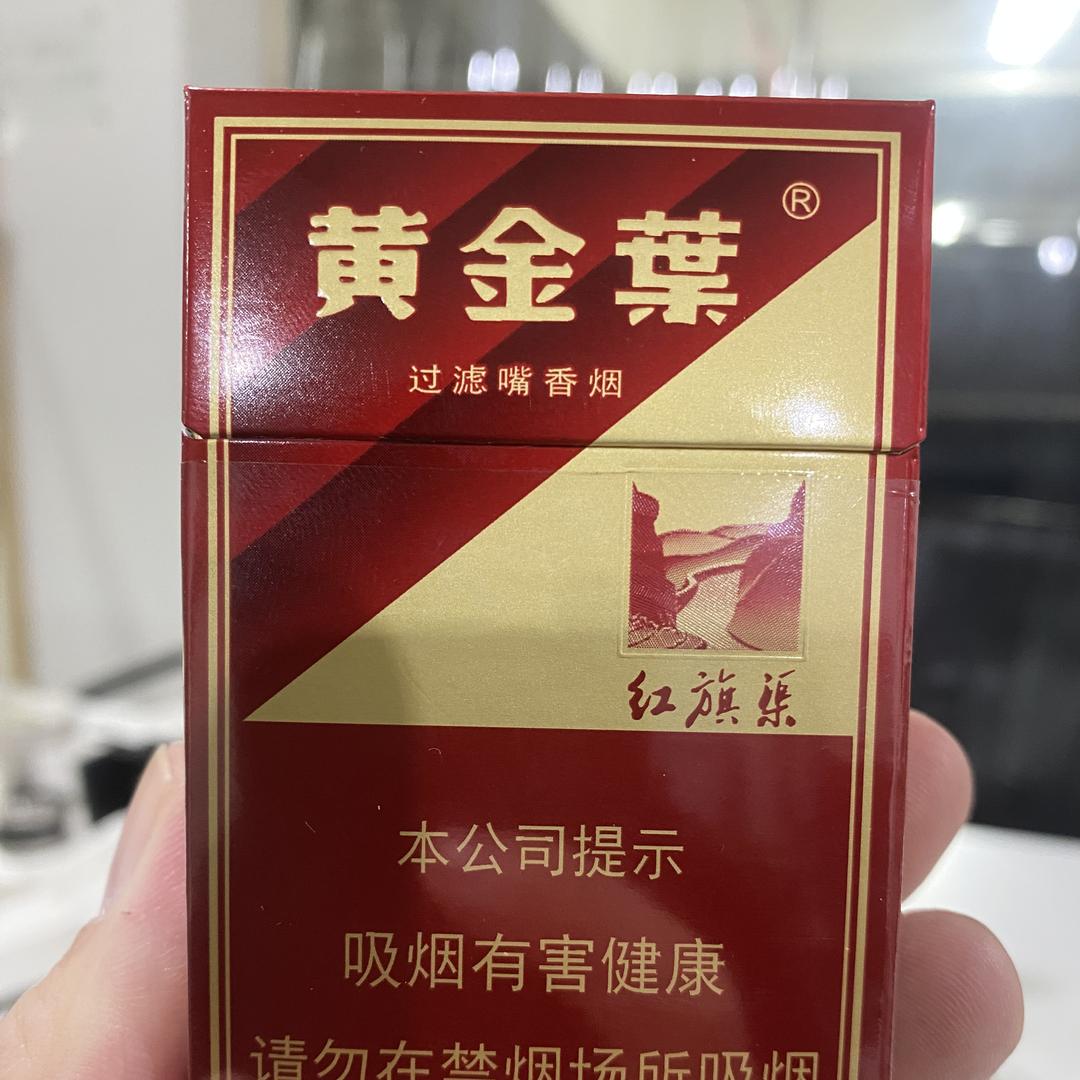 黄金葉®
过滤嘴香烟
红旗渠
本公司提示
吸烟有害健康
请勿在禁烟场所吸烟